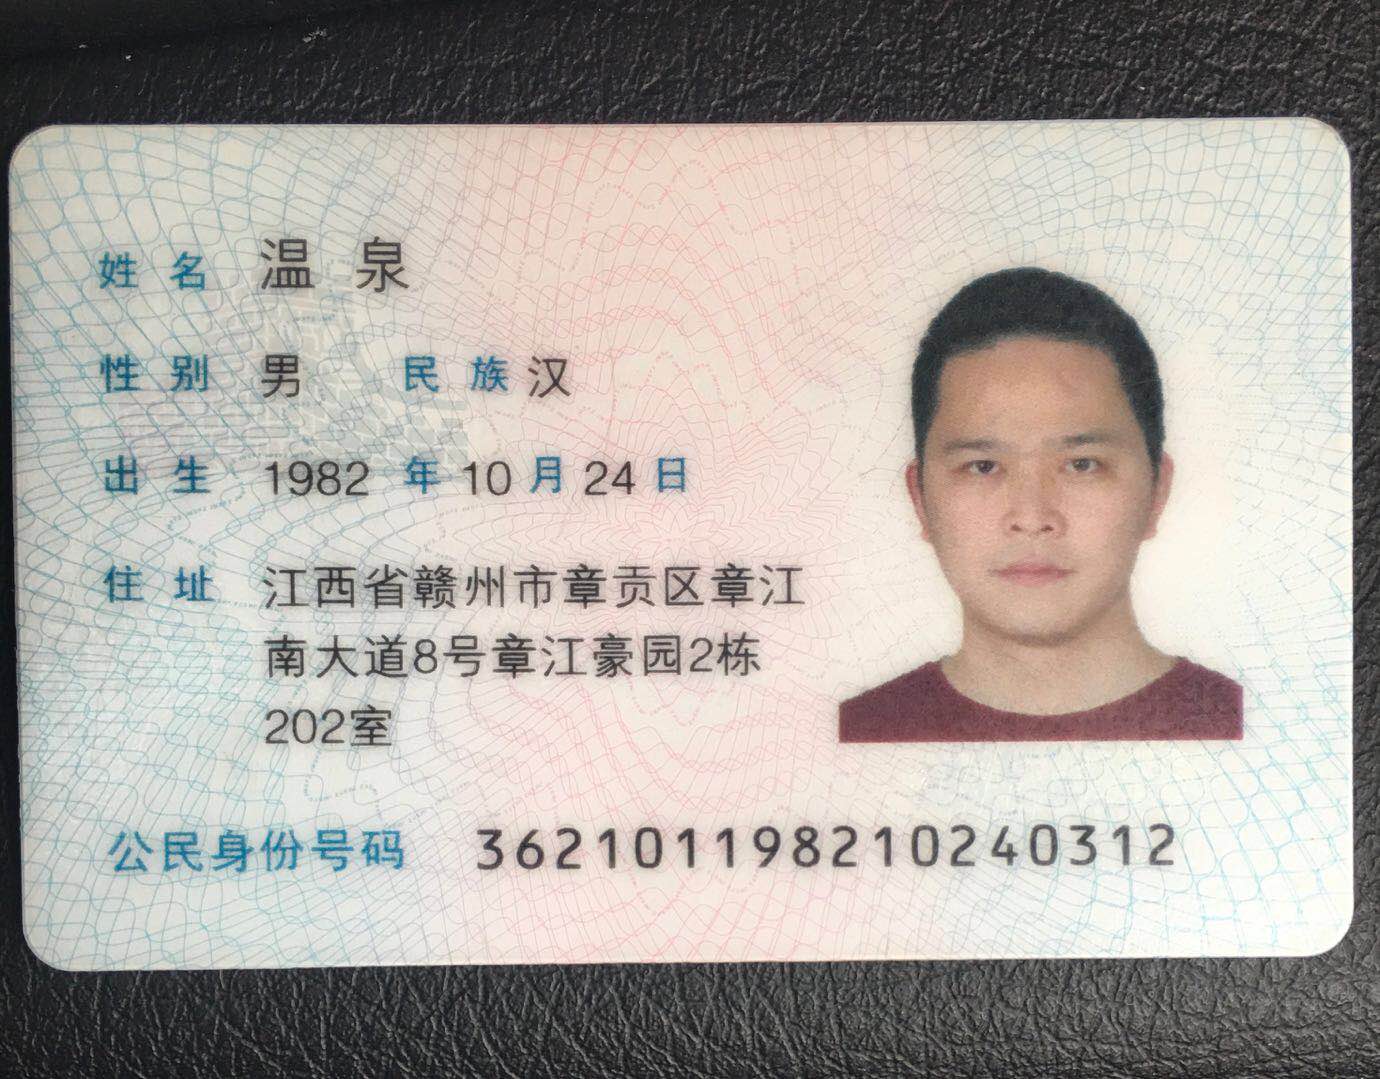 姓名 温泉
性别 男 民族 汉
出生 1982 年 10 月 24 日
住址 江西省赣州市章贡区章江
南大道8号章江豪园2栋
202室
公民身份号码 362101198210240312